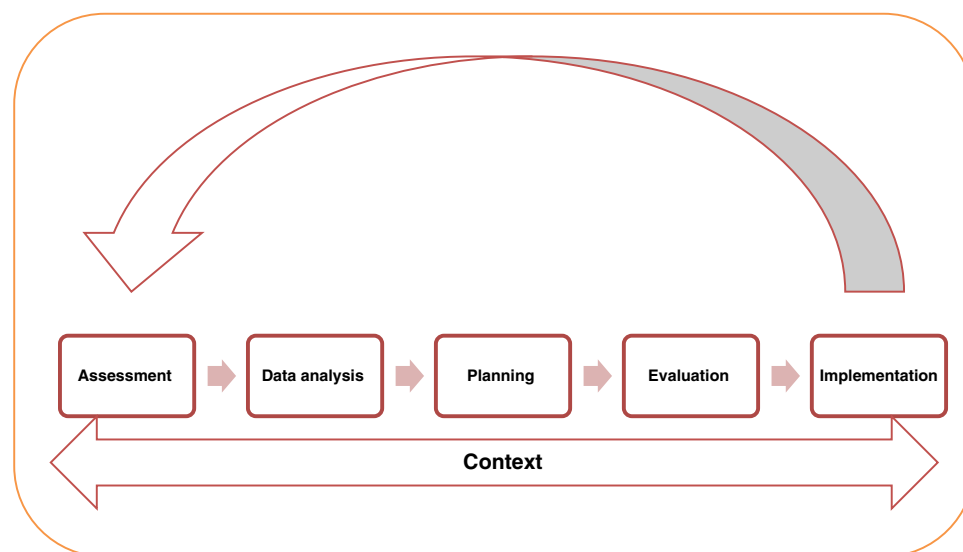 Assessment
Data analysis
Planning
Evaluation
Implementation
Context